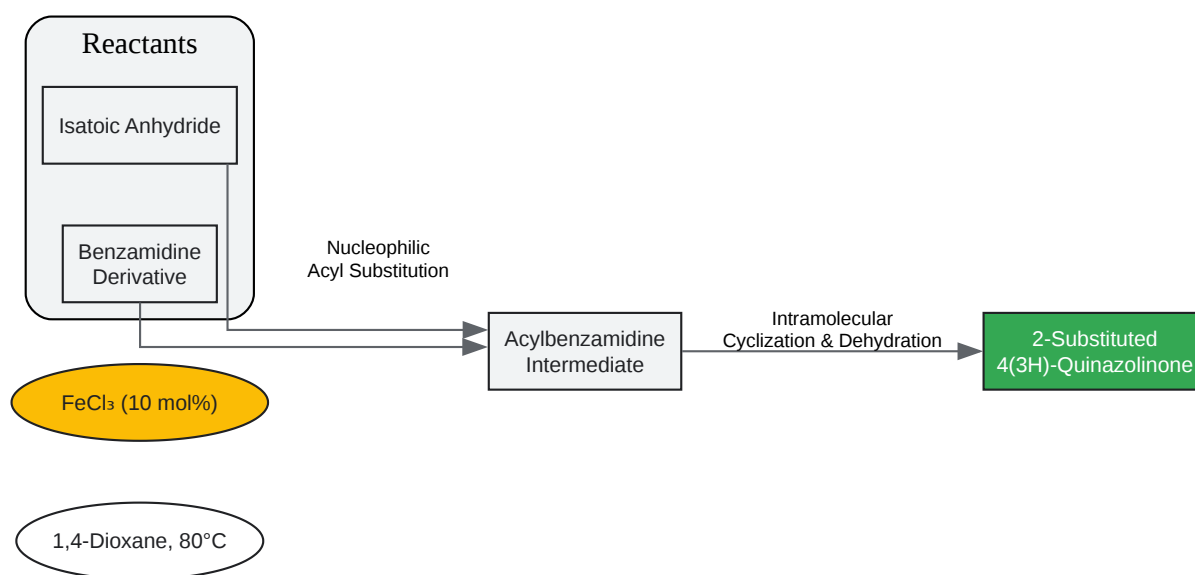 Reactants
Isatoic Anhydride
Benzamidine
Derivative
Nucleophilic
Acyl Substitution
Acylbenzamidine
Intermediate
Intramolecular
Cyclization & Dehydration
2-Substituted
4(3H)-Quinazolinone
FeCl₃ (10 mol%)
1,4-Dioxane, 80°C